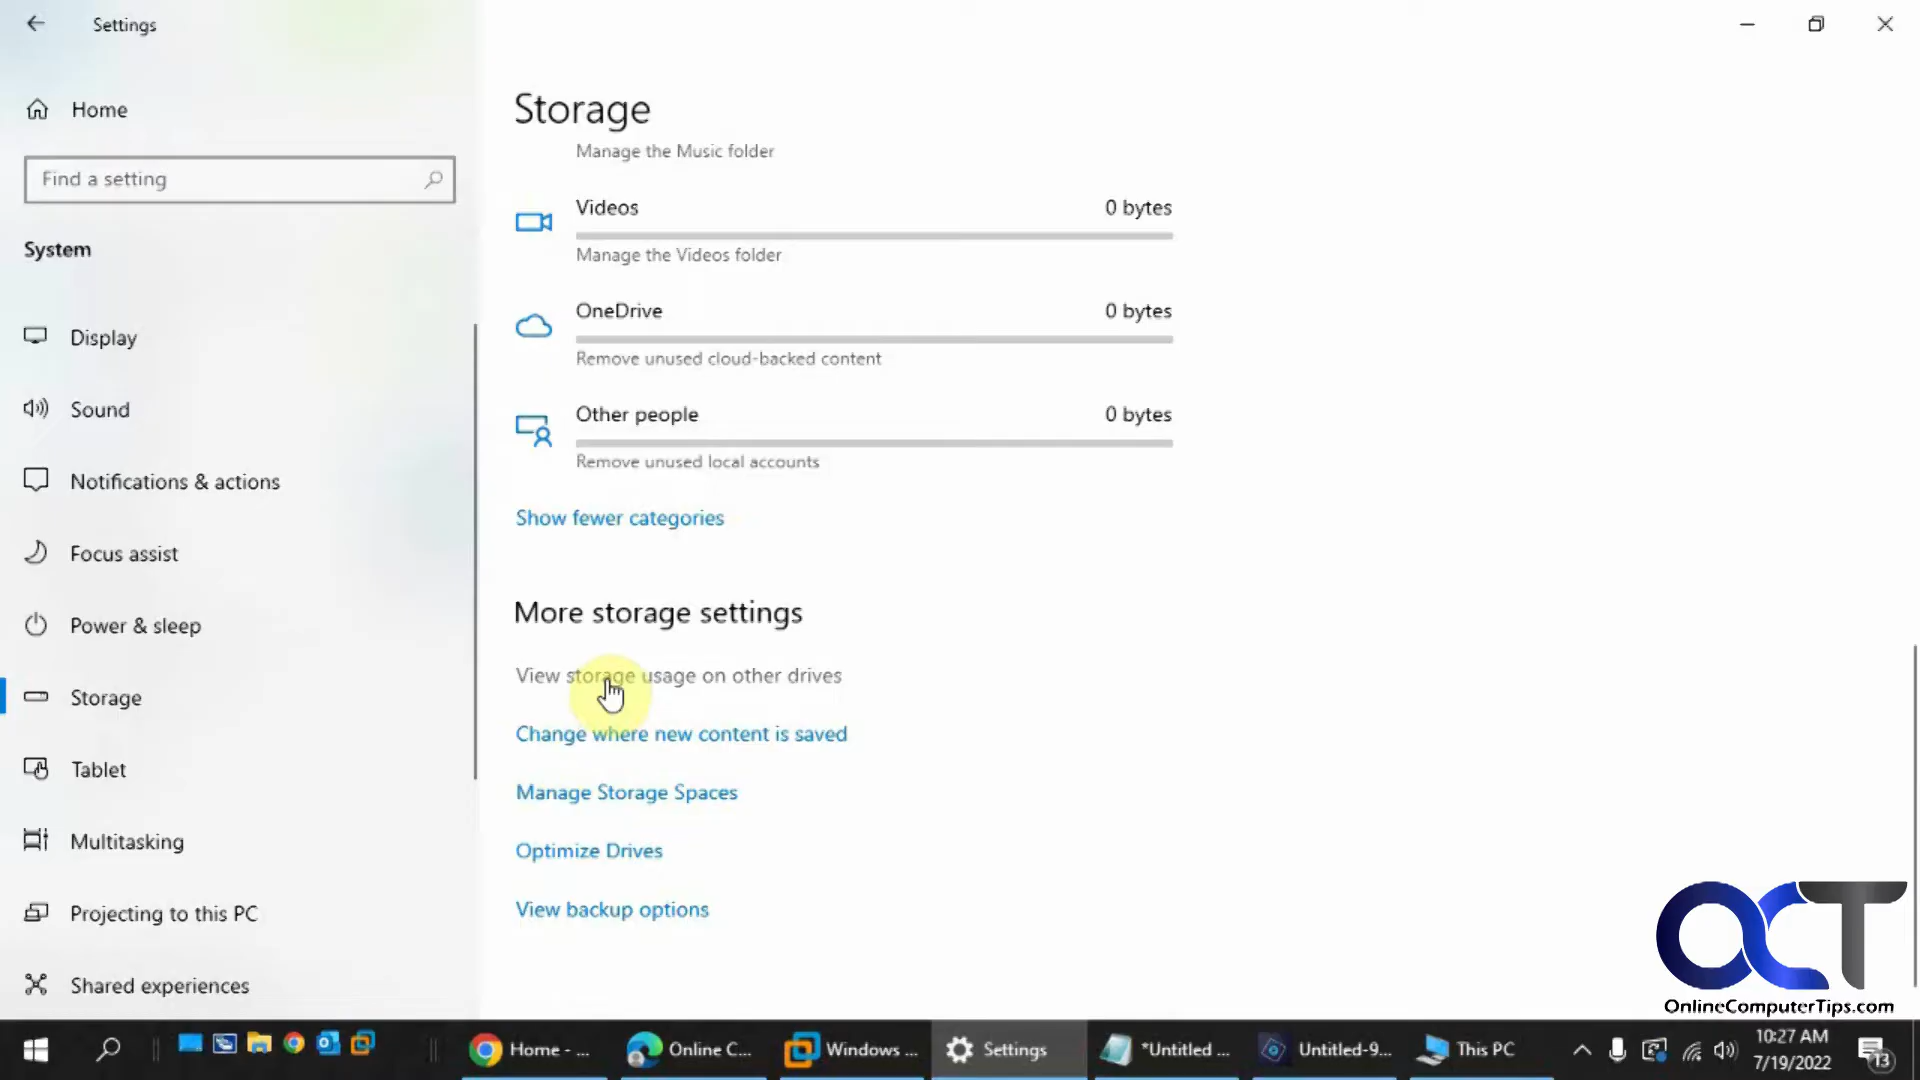 Settings
Home
Find a setting
System
Display
Sound
Notifications & actions
Focus assist
Power & sleep
Storage
Tablet
Multitasking
Projecting to this PC
Shared experiences
Storage
Manage the Music folder
Videos 0 bytes
Manage the Videos folder
OneDrive 0 bytes
Remove unused cloud-backed content
Other people 0 bytes
Remove unused local accounts
Show fewer categories
More storage settings
View storage usage on other drives
Change where new content is saved
Manage Storage Spaces
Optimize Drives
View backup options
OCT
OnlineComputerTips.com
Home - ...
Online C...
Windows ...
Settings
*Untitled ...
Untitled-9...
This PC
10:27 AM
7/19/2022
13